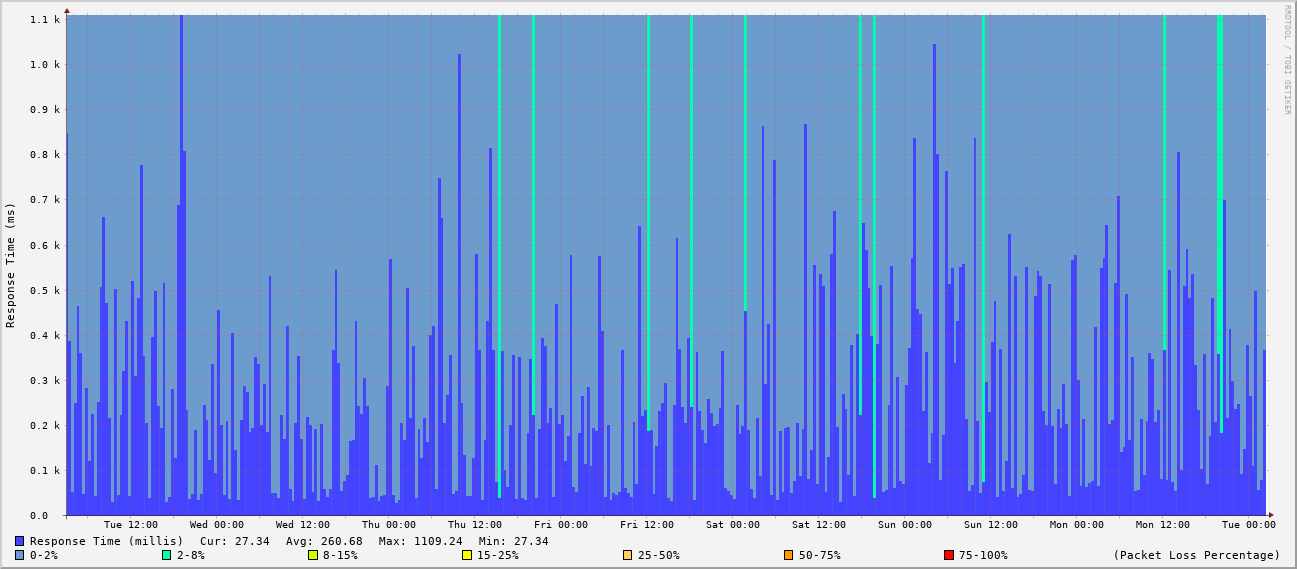 1.1 k
1.0 k
0.9 k
0.8 k
0.7 k
0.6 k
0.5 k
0.4 k
0.3 k
0.2 k
0.1 k
0.0
Response Time (ms)
RRDTOOL / TOBI OETIKER
Tue 12:00 Wed 00:00 Wed 12:00 Thu 00:00 Thu 12:00 Fri 00:00 Fri 12:00 Sat 00:00 Sat 12:00 Sun 00:00 Sun 12:00 Mon 00:00 Mon 12:00 Tue 00:00
Response Time (millis) Cur: 27.34 Avg: 260.68 Max: 1109.24 Min: 27.34
0-2% 2-8% 8-15% 15-25% 25-50% 50-75% 75-100% (Packet Loss Percentage)